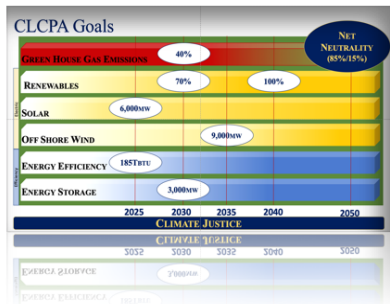 CLCPA Goals
NET
NEUTRALITY
(85%/15%)
GREEN HOUSE GAS EMISSIONS
40%
RENEWABLES
70%
100%
SOLAR
6,000MW
OFF SHORE WIND
9,000MW
ENERGY EFFICIENCY
185TBTU
ENERGY STORAGE
3,000MW
2025 2030 2035 2040 2050
CLIMATE JUSTICE